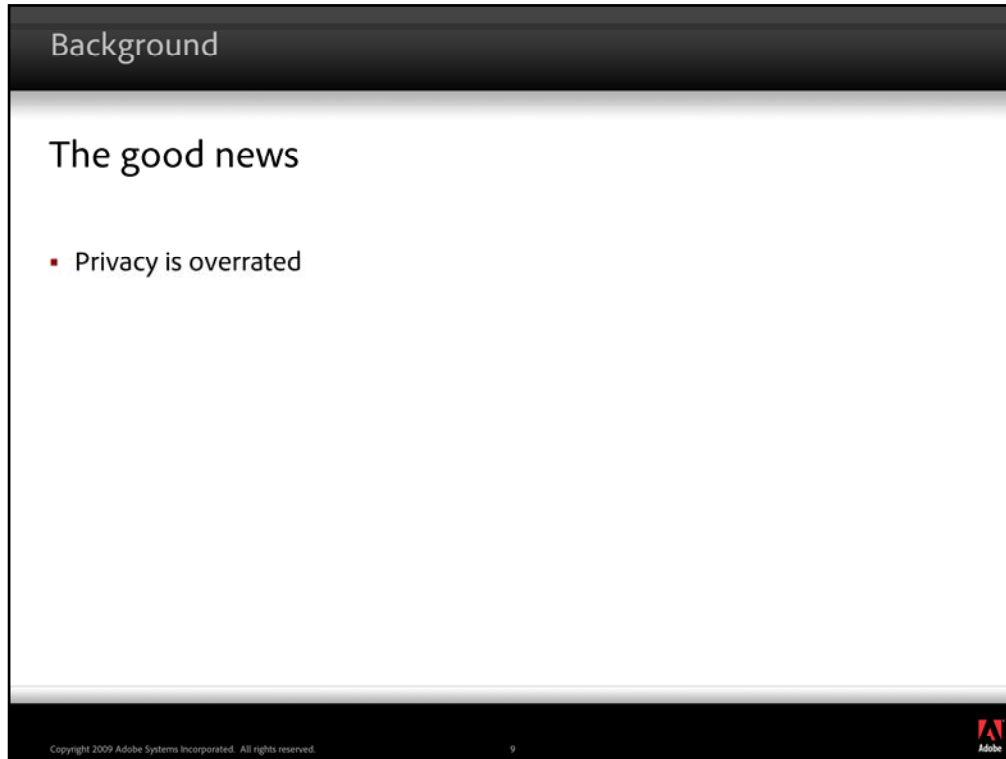 Background
The good news
▪ Privacy is overrated
Copyright 2009 Adobe Systems Incorporated. All rights reserved.
9
Adobe